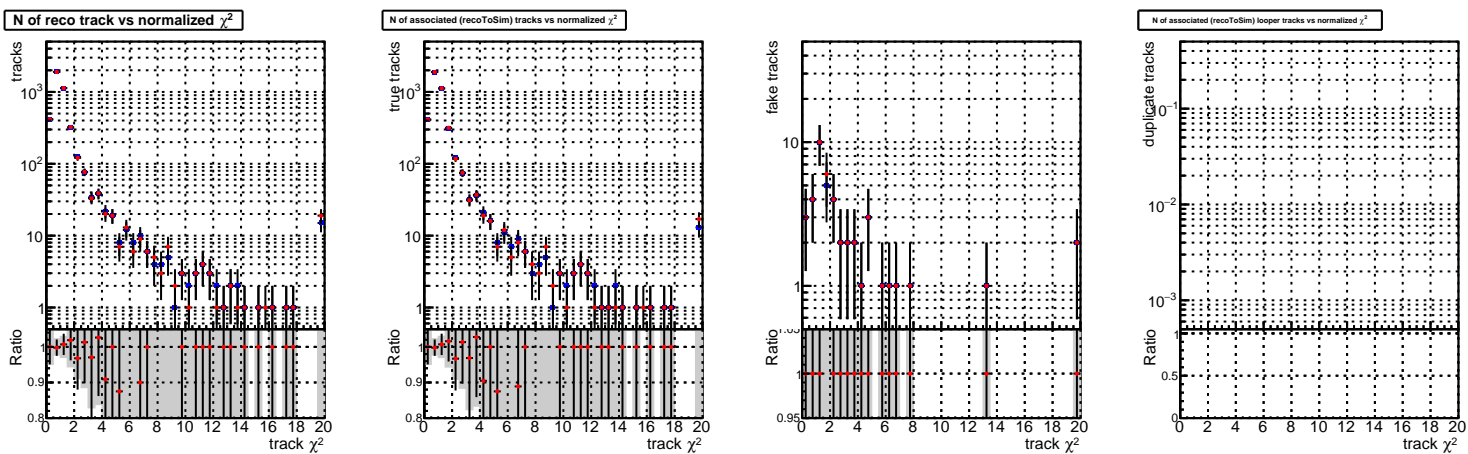 N of reco track vs normalized χ²
tracks
10³
10²
10
1
Ratio
1
0.9
0.8
0 2 4 6 8 10 12 14 16 18 20
track χ²
N of associated (recoToSim) tracks vs normalized χ²
true tracks
10³
10²
10
1
Ratio
1
0.9
0.8
0 2 4 6 8 10 12 14 16 18 20
track χ²
fake tracks
10
1
Ratio
1.05
1
0.95
0 2 4 6 8 10 12 14 16 18 20
track χ²
N of associated (recoToSim) looper tracks vs normalized χ²
duplicate tracks
10⁻¹
10⁻²
10⁻³
Ratio
1
0.5
0
0 2 4 6 8 10 12 14 16 18 20
track χ²